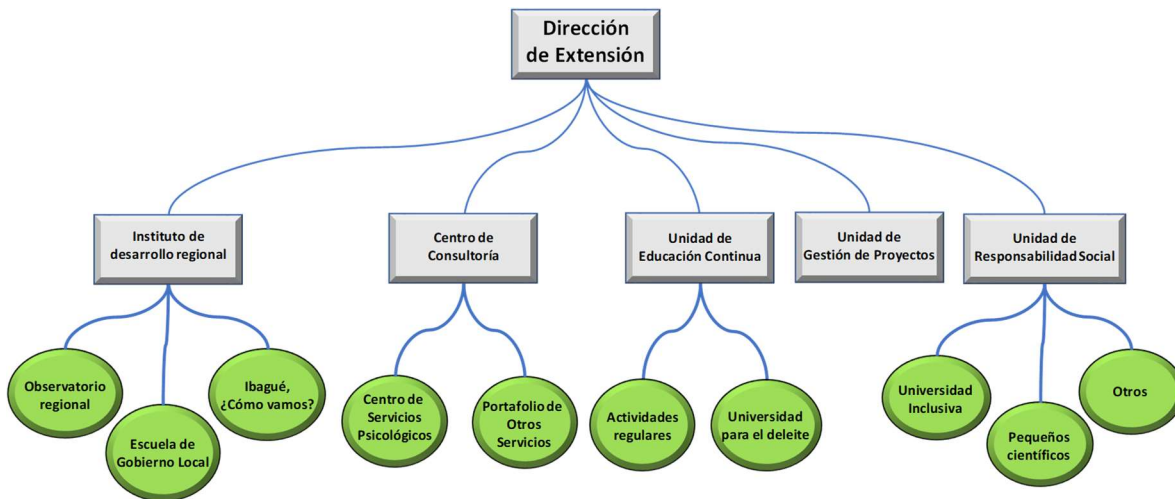 Dirección
de Extensión
Instituto de
desarrollo regional
Centro de
Consultoría
Unidad de
Educación Continua
Unidad de
Gestión de Proyectos
Unidad de
Responsabilidad Social
Observatorio
regional
Escuela de
Gobierno Local
Ibagué,
¿Cómo vamos?
Centro de
Servicios
Psicológicos
Portafolio de
Otros
Servicios
Actividades
regulares
Universidad
para el deleite
Universidad
Inclusiva
Pequeños
científicos
Otros